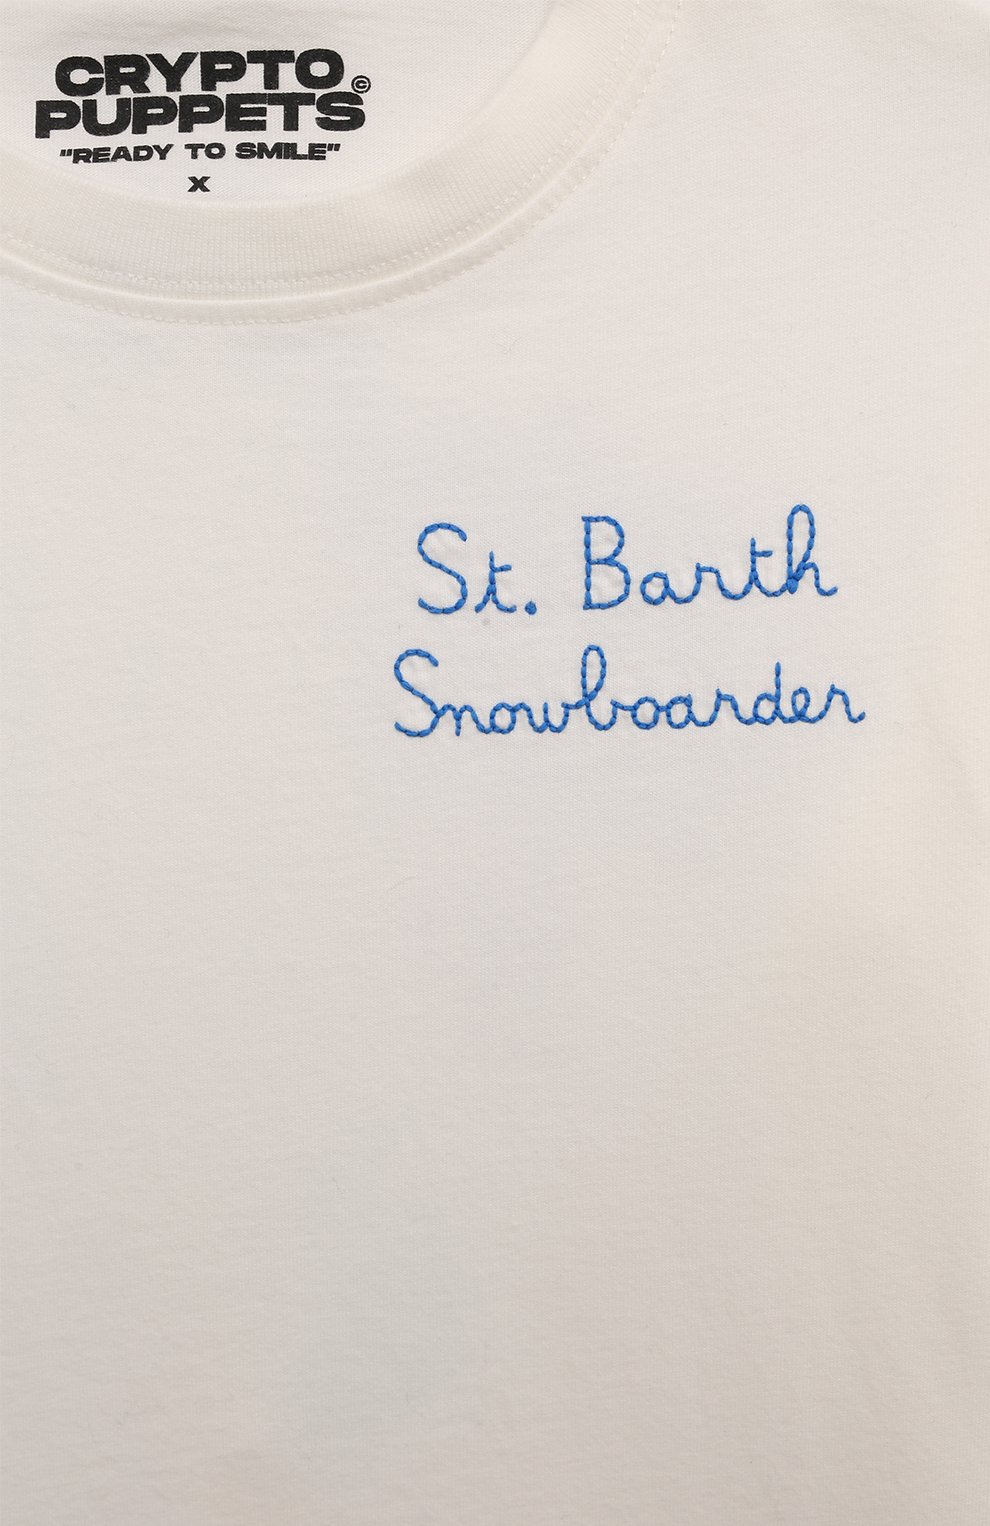 CRYPTO
PUPPETS©
"READY TO SMILE"
X
St. Barth
Snowboarder